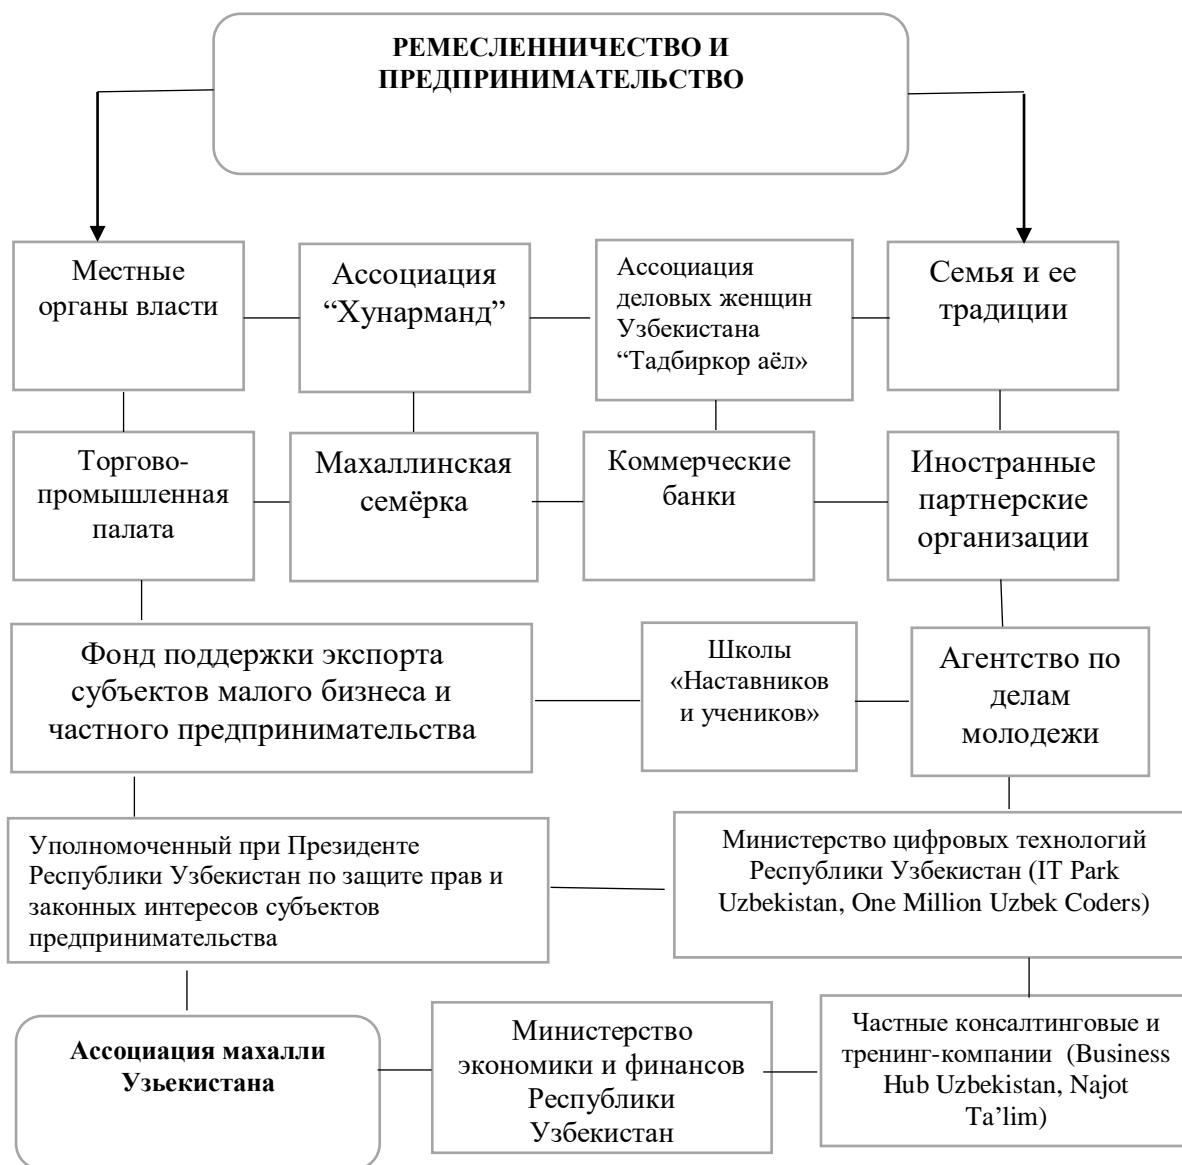 РЕМЕСЛЕННИЧЕСТВО И
ПРЕДПРИНИМАТЕЛЬСТВО
Местные
органы власти
Ассоциация
“Хунарманд”
Ассоциация
деловых женщин
Узбекистана
“Тадбиркор аёл»
Семья и ее
традиции
Торгово-
промышленная
палата
Махаллинская
семёрка
Коммерческие
банки
Иностранные
партнерские
организации
Фонд поддержки экспорта
субъектов малого бизнеса и
частного предпринимательства
Школы
«Наставников
и учеников»
Агентство по
делам
молодежи
Уполномоченный при Президенте
Республики Узбекистан по защите прав и
законных интересов субъектов
предпринимательства
Министерство цифровых технологий
Республики Узбекистан (IT Park
Uzbekistan, One Million Uzbek Coders)
Ассоциация махалли
Узьекистана
Министерство
экономики и финансов
Республики
Узбекистан
Частные консалтинговые и
тренинг-компании (Business
Hub Uzbekistan, Najot
Ta’lim)